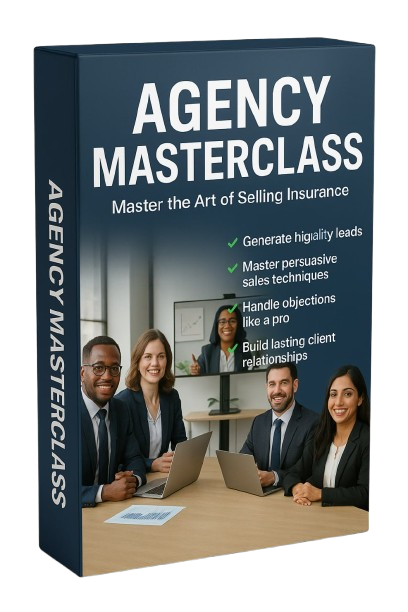 AGENCY
MASTERCLASS
Master the Art of Selling Insurance
Generate higiality leads
Master persuasive
sales techniques
Handle objections
like a pro
Build lasting client
relationships
AGENCY MASTERCLASS